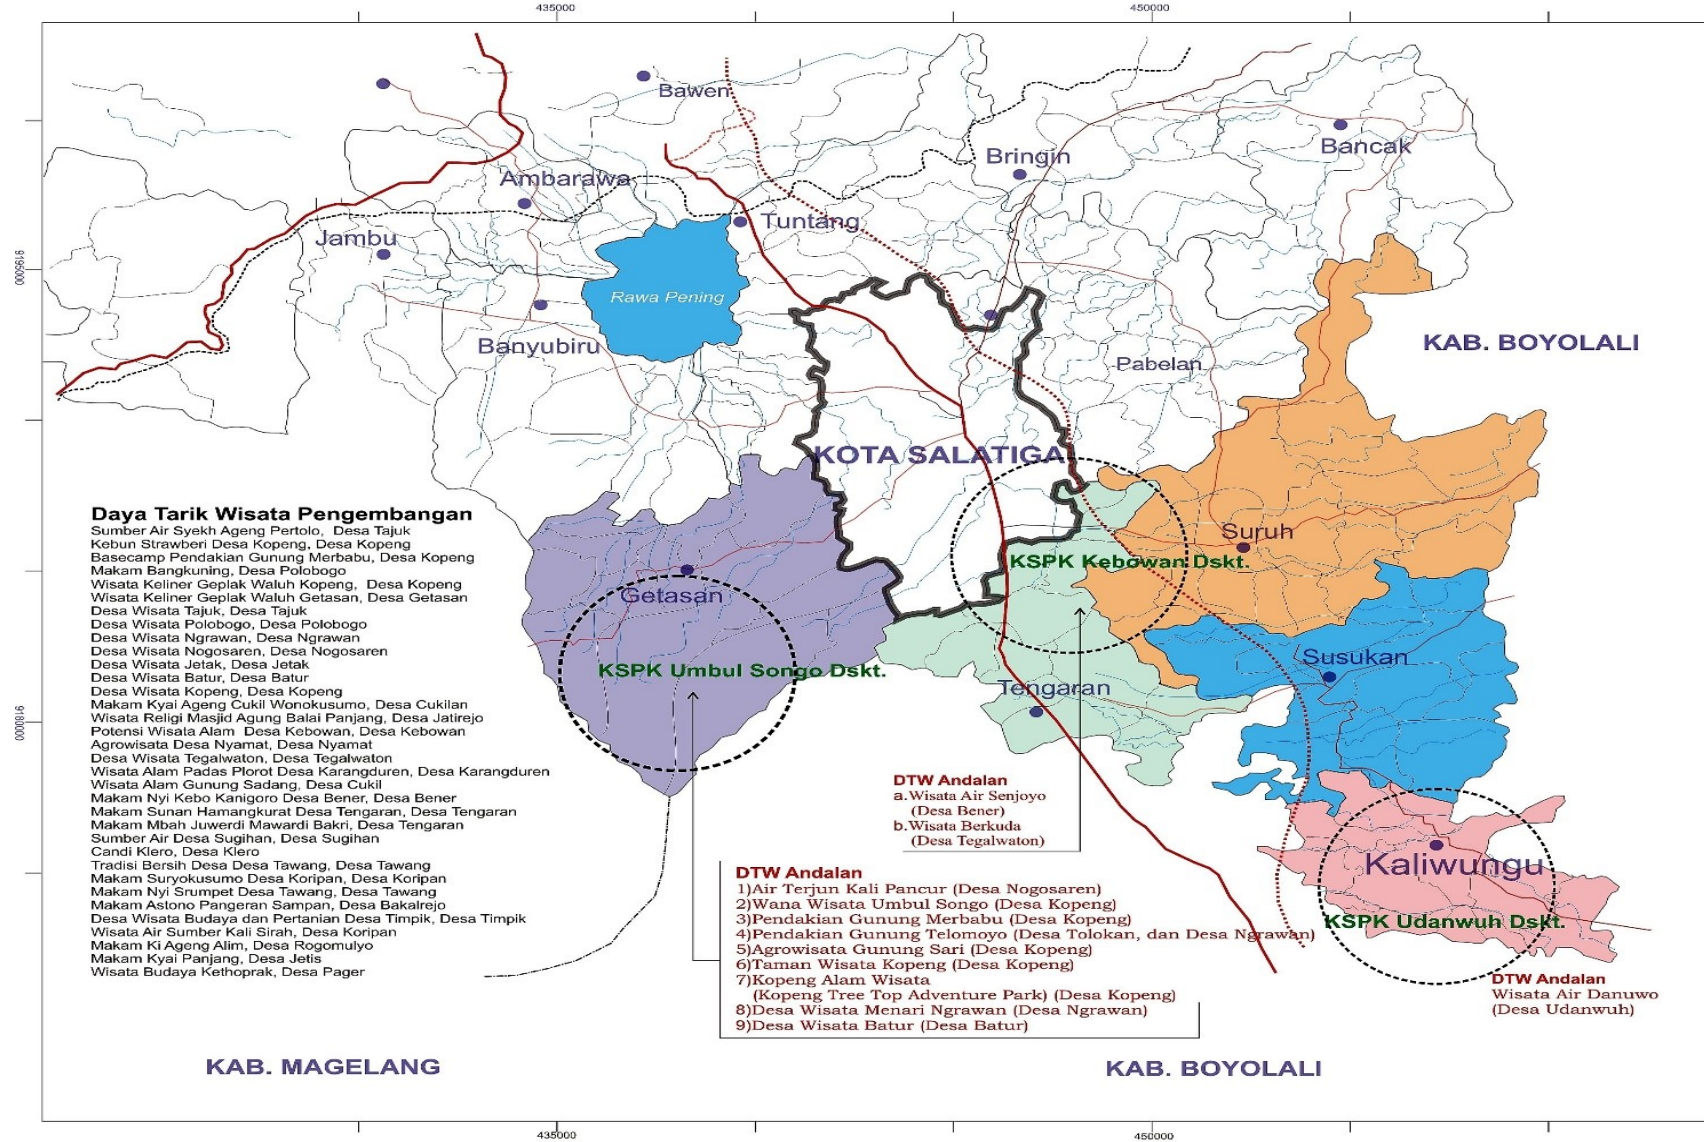 435000
450000
Bawen
Bancak
Bringin
Ambarawa
Tuntang
Jambu
9195000
Rawa Pening
KAB. BOYOLALI
Banyubiru
Pabelan
KOTA SALATIGA
Daya Tarik Wisata Pengembangan
Sumber Air Syekh Ageng Pertolo, Desa Tajuk
Kebun Strawberi Desa Kopeng, Desa Kopeng
Basecamp Pendakian Gunung Merbabu, Desa Kopeng
Makam Bangkuning, Desa Polobogo
Wisata Keliner Geplak Waluh Kopeng, Desa Kopeng
Wisata Keliner Geplak Waluh Getasan, Desa Getasan
Desa Wisata Tajuk, Desa Tajuk
Desa Wisata Polobogo, Desa Polobogo
Desa Wisata Ngrawan, Desa Ngrawan
Desa Wisata Nogosaren, Desa Nogosaren
Desa Wisata Jetak, Desa Jetak
Desa Wisata Batur, Desa Batur
Desa Wisata Kopeng, Desa Kopeng
Makam Kyai Ageng Cukil Wonokusumo, Desa Cukilan
Wisata Religi Masjid Agung Balai Panjang, Desa Jatirejo
Potensi Wisata Alam Desa Kebowan, Desa Kebowan
Agrowisata Desa Nyamat, Desa Nyamat
Desa Wisata Tegalwaton, Desa Tegalwaton
Wisata Alam Padas Plorot Desa Karangduren, Desa Karangduren
Wisata Alam Gunung Sadang, Desa Cukil
Makam Nyi Kebo Kanigoro Desa Bener, Desa Bener
Makam Sunan Hamangkurat Desa Tengaran, Desa Tengaran
Makam Mbah Juwerdi Mawardi Bakri, Desa Tengaran
Sumber Air Desa Sugihan, Desa Sugihan
Candi Klero, Desa Klero
Tradisi Bersih Desa Desa Tawang, Desa Tawang
Makam Suryokusumo Desa Koripan, Desa Koripan
Makam Nyi Srumpet Desa Tawang, Desa Tawang
Makam Astono Pangeran Sampan, Desa Bakalrejo
Desa Wisata Budaya dan Pertanian Desa Timpik, Desa Timpik
Wisata Air Sumber Kali Sirah, Desa Koripan
Makam Ki Ageng Alim, Desa Rogomulyo
Makam Kyai Panjang, Desa Jetis
Wisata Budaya Kethoprak, Desa Pager
Suruh
KSPK Kebowan Dskt.
Getasan
KSPK Umbul Songo Dskt.
Susukan
Tengaran
9180000
DTW Andalan
a.Wisata Air Senjoyo
(Desa Bener)
b.Wisata Berkuda
(Desa Tegalwaton)
DTW Andalan
1)Air Terjun Kali Pancur (Desa Nogosaren)
2)Wana Wisata Umbul Songo (Desa Kopeng)
3)Pendakian Gunung Merbabu (Desa Kopeng)
4)Pendakian Gunung Telomoyo (Desa Tolokan, dan Desa Ngrawan)
5)Agrowisata Gunung Sari (Desa Kopeng)
6)Taman Wisata Kopeng (Desa Kopeng)
7)Kopeng Alam Wisata
(Kopeng Tree Top Adventure Park) (Desa Kopeng)
8)Desa Wisata Menari Ngrawan (Desa Ngrawan)
9)Desa Wisata Batur (Desa Batur)
Kaliwungu
KSPK Udanwuh Dskt.
DTW Andalan
Wisata Air Danuwo
(Desa Udanwuh)
KAB. MAGELANG
KAB. BOYOLALI
435000
450000